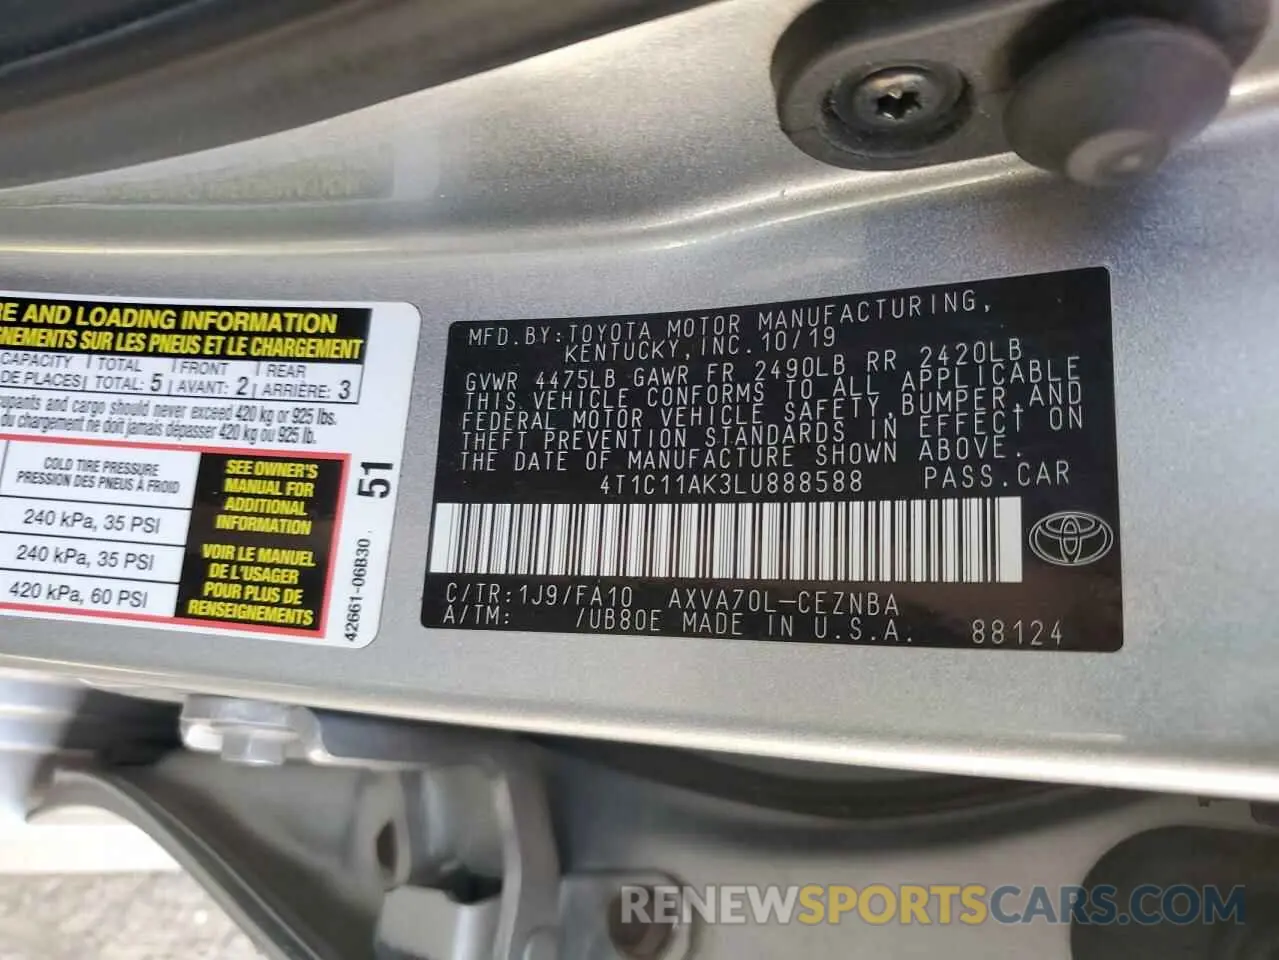 RE AND LOADING INFORMATION
GNEMENTS SUR LES PNEUS ET LE CHARGEMENT
CAPACITY | TOTAL | FRONT | REAR
DE PLACES | TOTAL: 5 | AVANT: 2 | ARRIÈRE: 3
upants and cargo should never exceed 420 kg or 925 lbs.
du chargement ne doit jamais dépasser 420 kg ou 925 lb.
COLD TIRE PRESSURE
PRESSION DES PNEUS À FROID
240 kPa, 35 PSI
240 kPa, 35 PSI
420 kPa, 60 PSI
SEE OWNER'S
MANUAL FOR
ADDITIONAL
INFORMATION
VOIR LE MANUEL
DE L'USAGER
POUR PLUS DE
RENSEIGNEMENTS
51
42661-06B30
MFD. BY: TOYOTA MOTOR MANUFACTURING,
KENTUCKY, INC. 10/19
GVWR 4475LB GAWR FR 2490LB RR 2420LB
THIS VEHICLE CONFORMS TO ALL APPLICABLE
FEDERAL MOTOR VEHICLE SAFETY, BUMPER, AND
THEFT PREVENTION STANDARDS IN EFFECT ON
THE DATE OF MANUFACTURE SHOWN ABOVE.
4T1C11AK3LU888588 PASS. CAR
C/TR: 1J9/FA10 AXVA70L-CEZNBA
A/TM: /UB80E MADE IN U.S.A. 88124
RENEWSPORTSCARS.COM